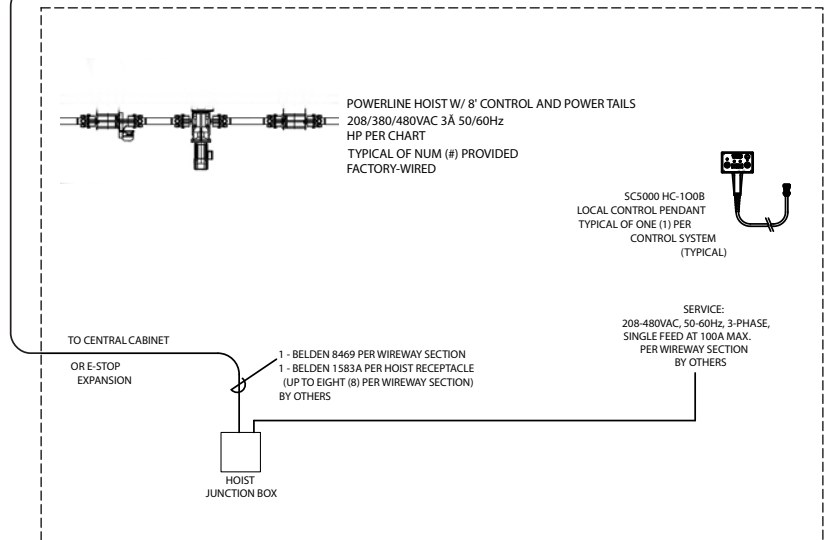 POWERLINE HOIST W/ 8' CONTROL AND POWER TAILS
208/380/480VAC 3Ă 50/60Hz
HP PER CHART
TYPICAL OF NUM (#) PROVIDED
FACTORY-WIRED
SC5000 HC-1O0B
LOCAL CONTROL PENDANT
TYPICAL OF ONE (1) PER
CONTROL SYSTEM
(TYPICAL)
SERVICE:
208-480VAC, 50-60Hz, 3-PHASE,
SINGLE FEED AT 100A MAX.
PER WIREWAY SECTION
BY OTHERS
TO CENTRAL CABINET
OR E-STOP
EXPANSION
1 - BELDEN 8469 PER WIREWAY SECTION
1 - BELDEN 1583A PER HOIST RECEPTACLE
(UP TO EIGHT (8) PER WIREWAY SECTION)
BY OTHERS
HOIST
JUNCTION BOX